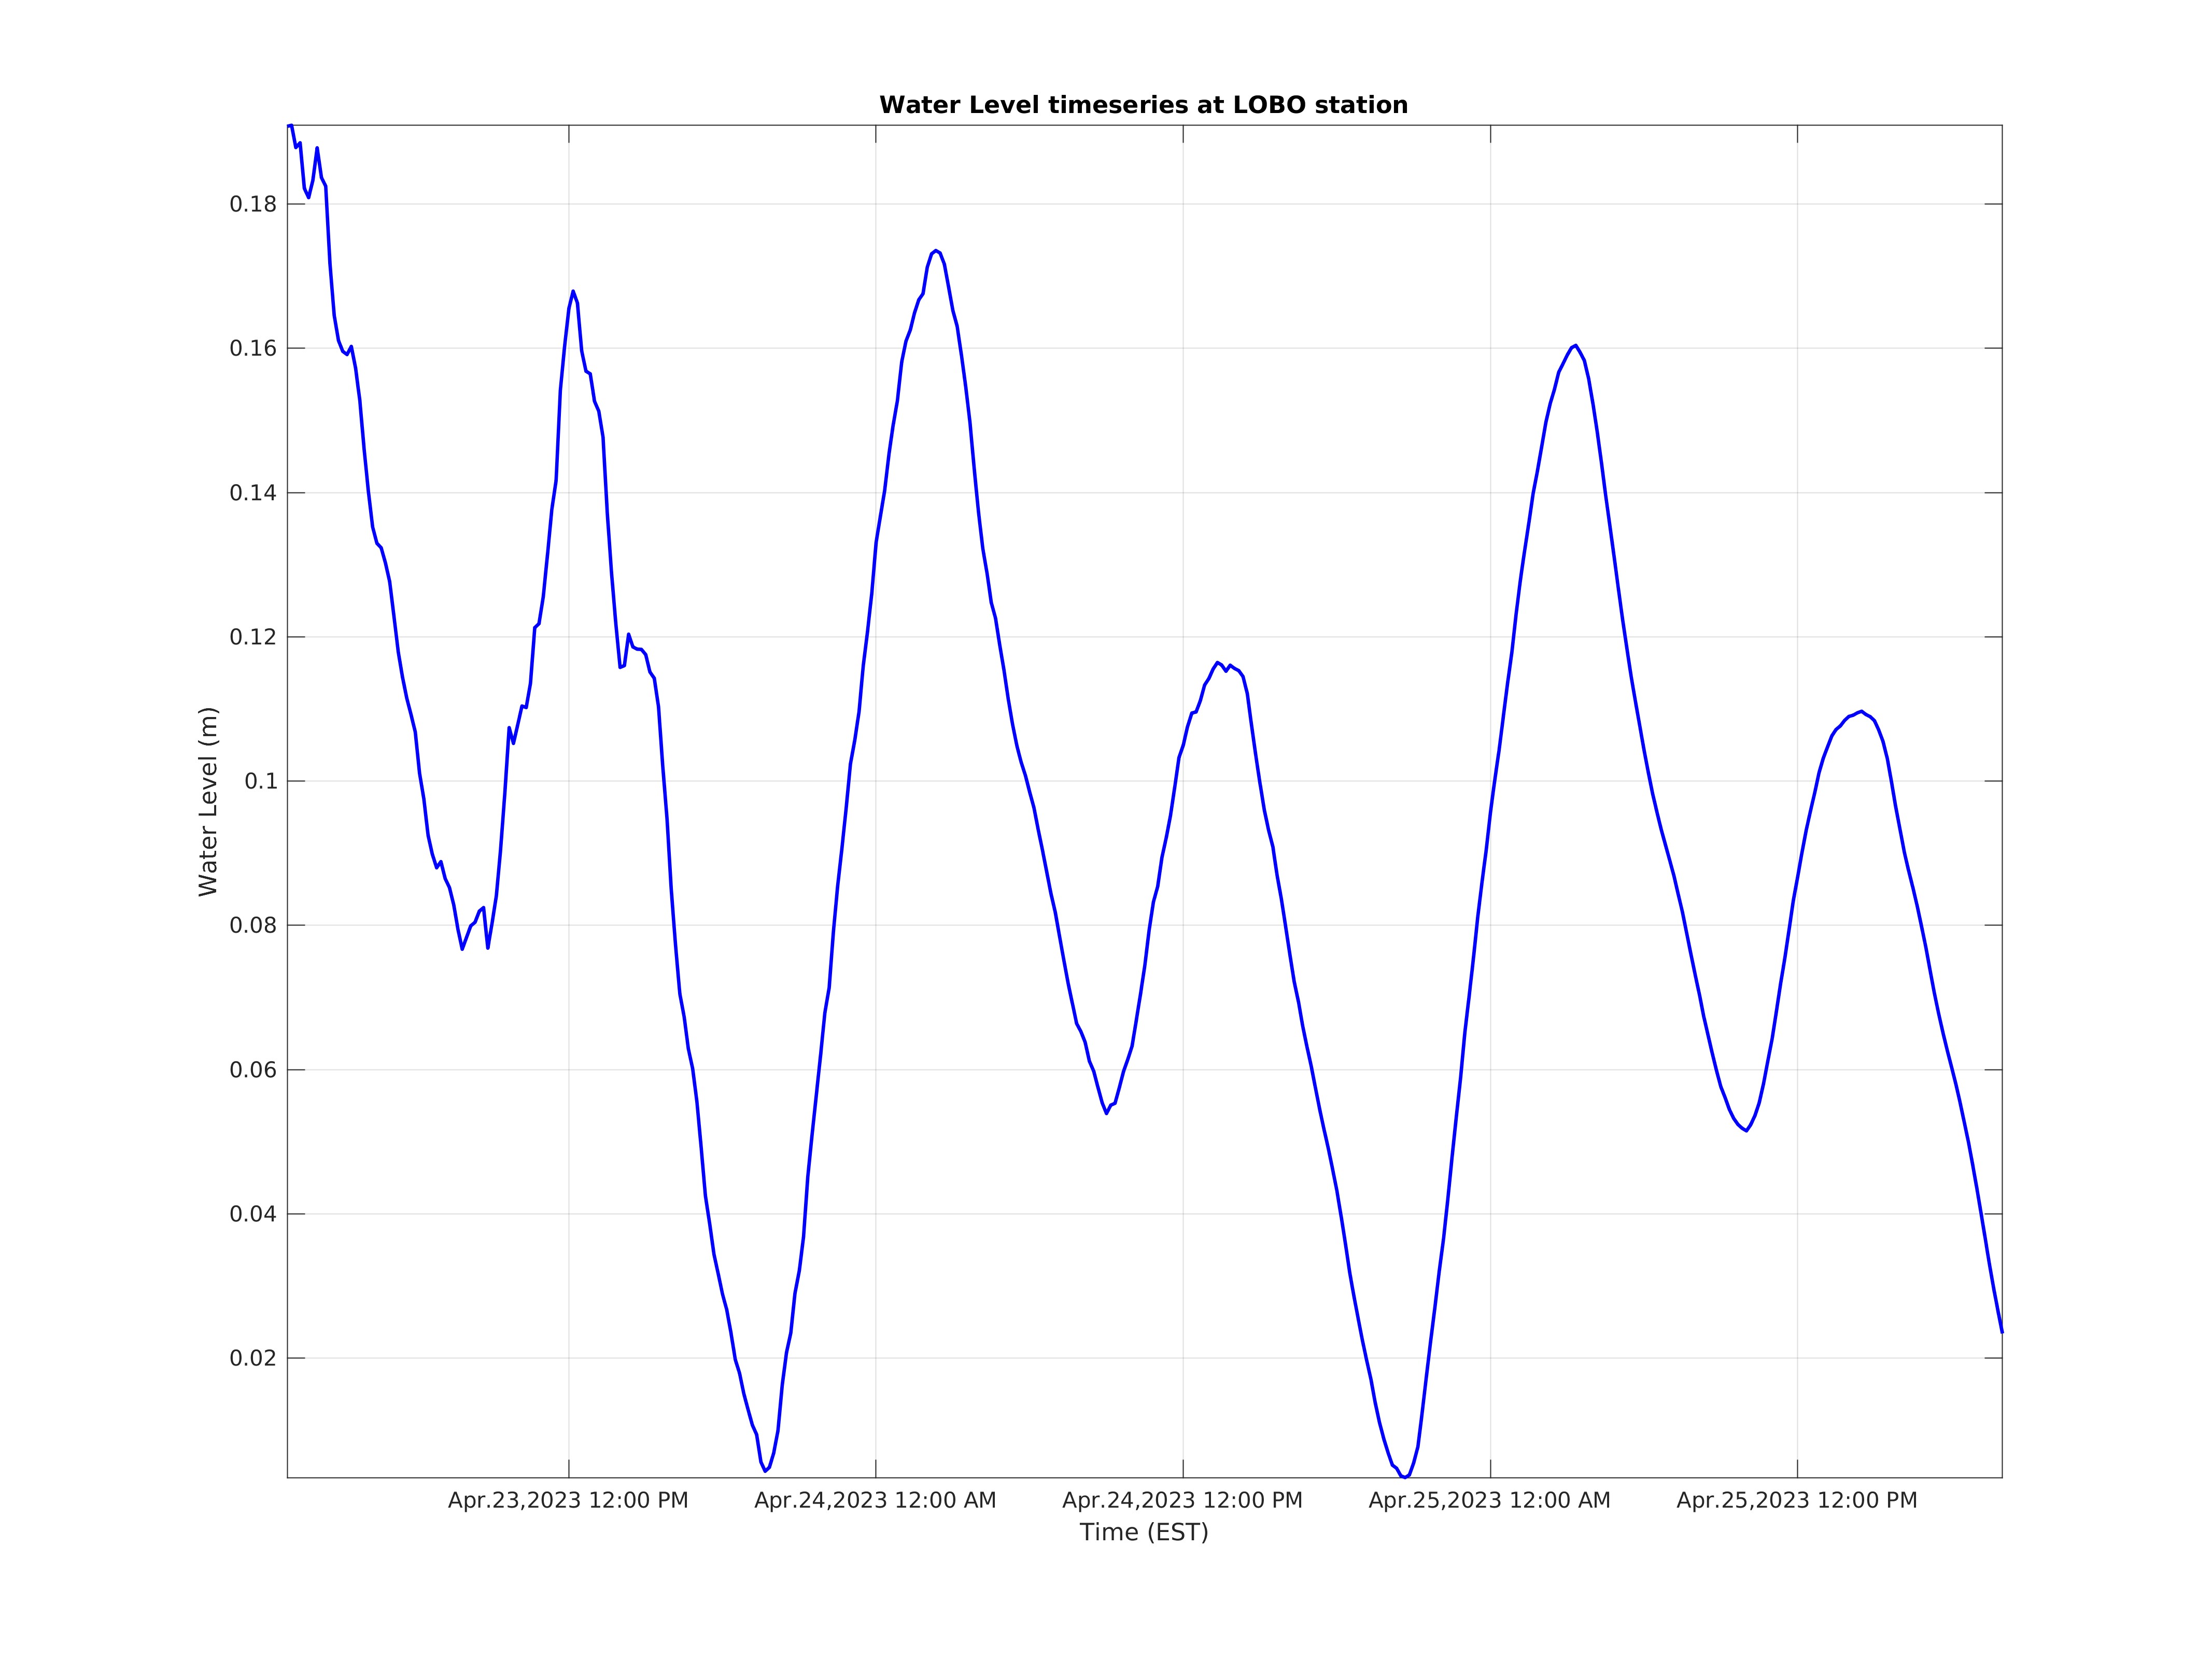 Water Level timeseries at LOBO station
0.18
0.16
0.14
0.12
0.1
0.08
0.06
0.04
0.02
Water Level (m)
Apr.23,2023 12:00 PM
Apr.24,2023 12:00 AM
Apr.24,2023 12:00 PM
Apr.25,2023 12:00 AM
Apr.25,2023 12:00 PM
Time (EST)